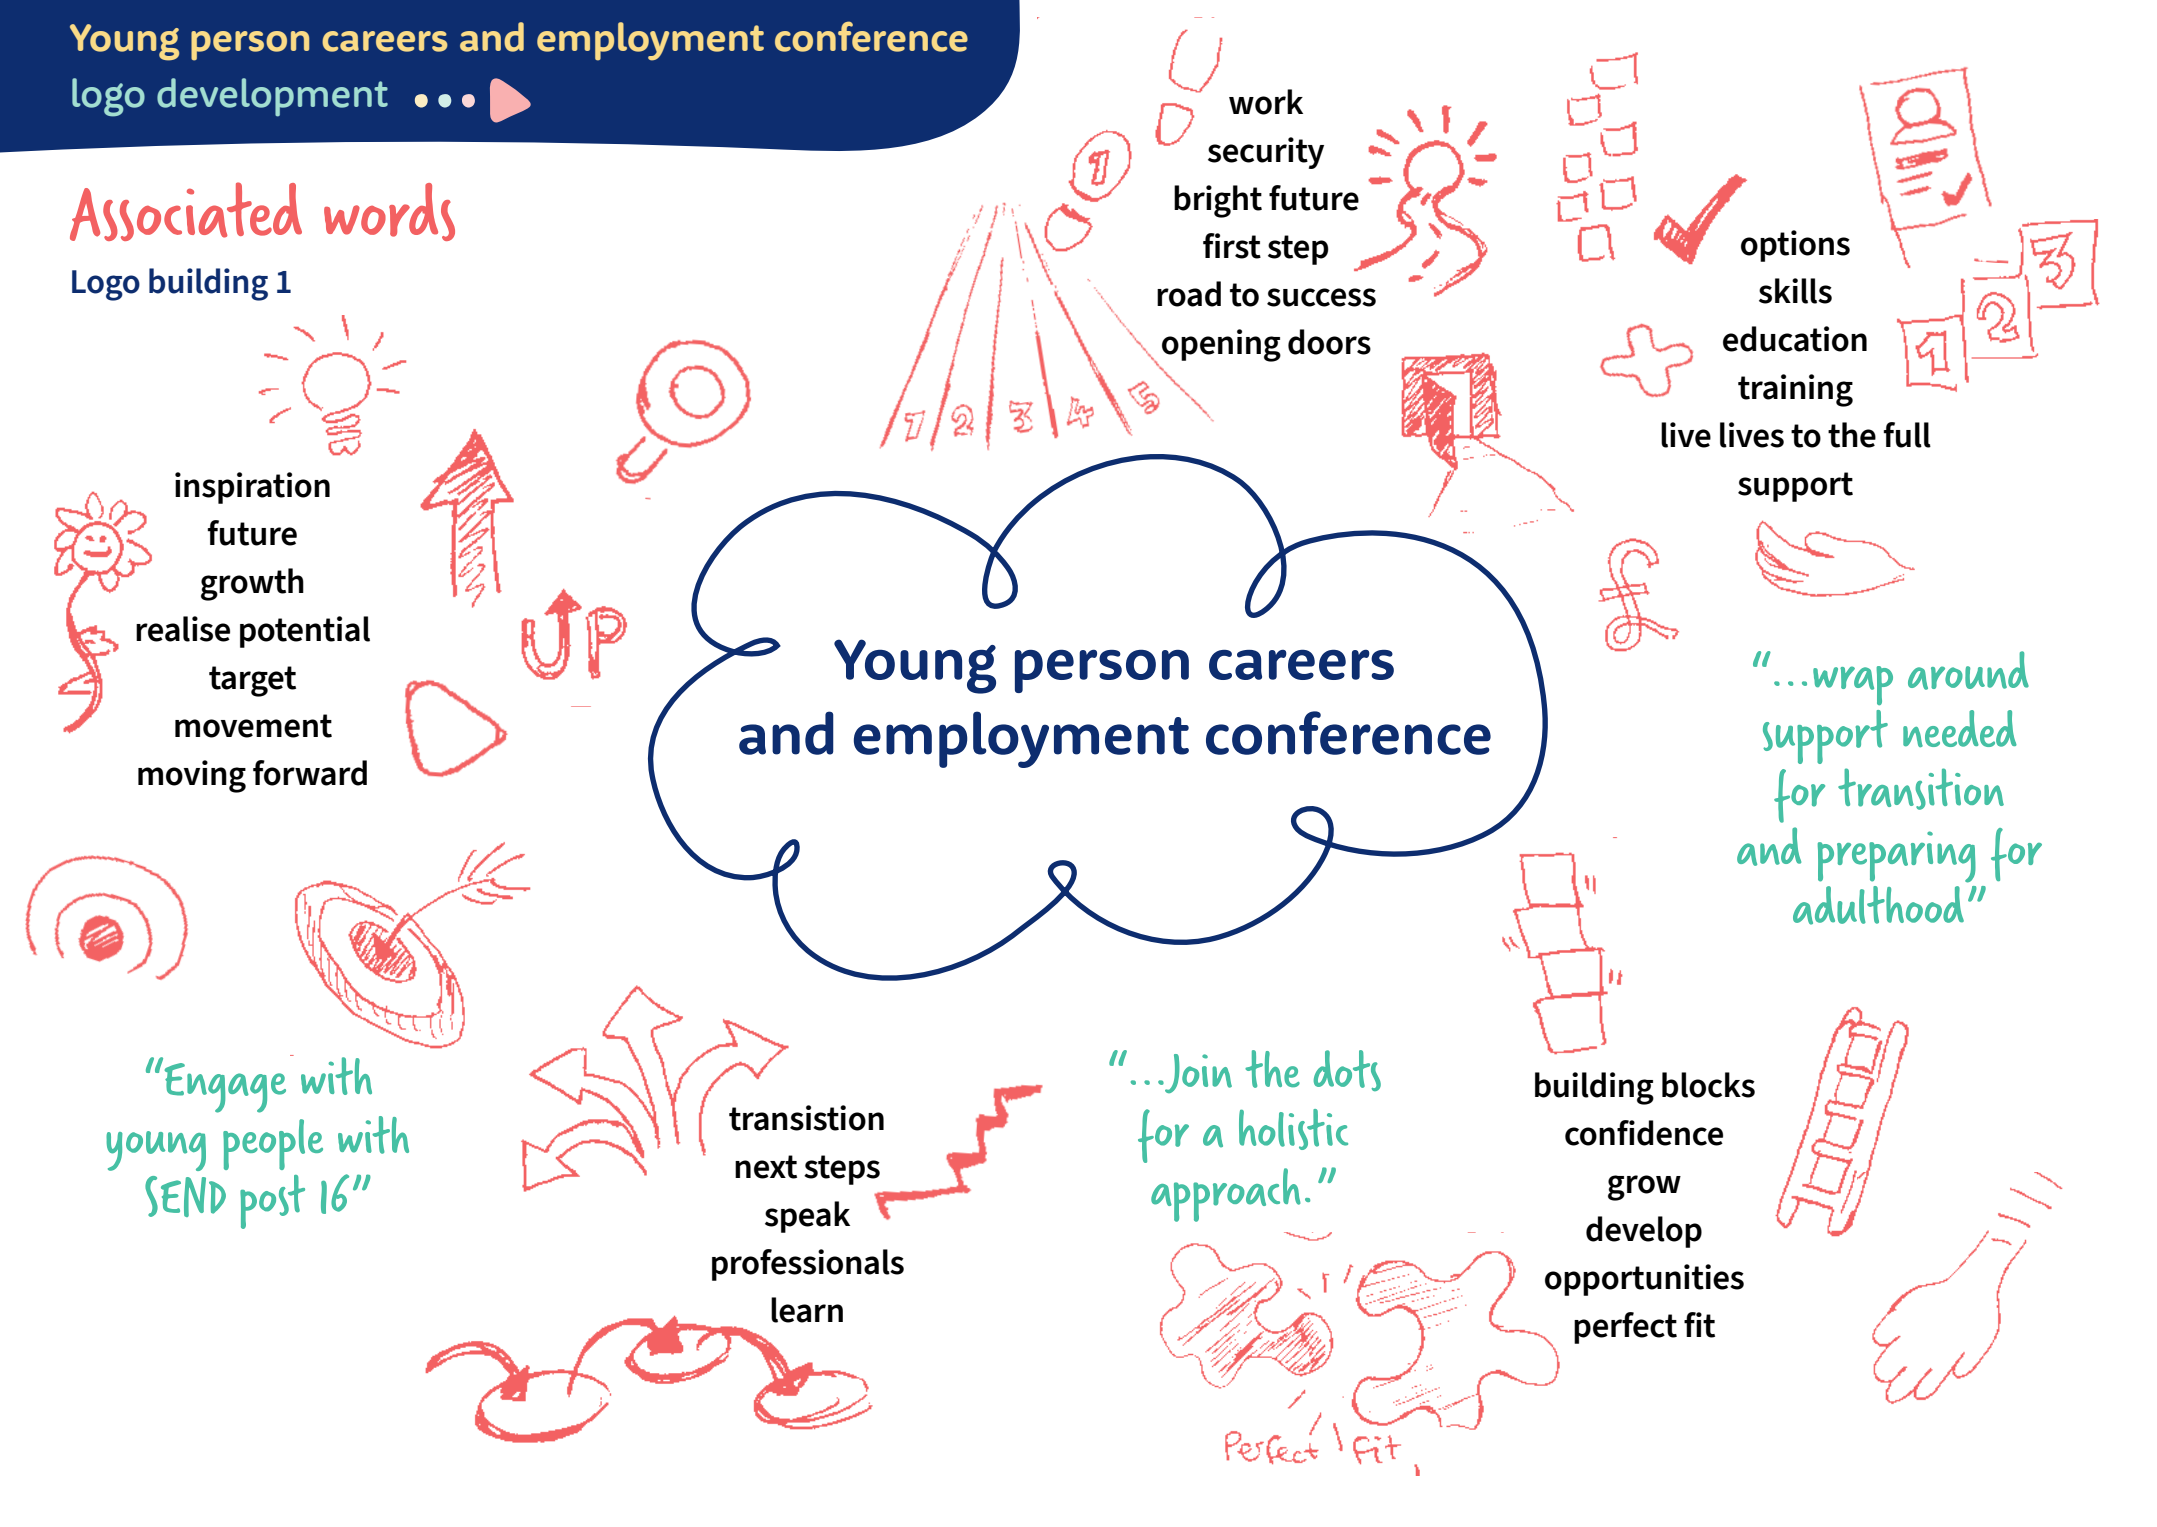 Young person careers and employment conference
logo development
Associated words
Logo building 1
inspiration
future
growth
realise potential
target
movement
moving forward
UP
1 2 3 4 5
1
work
security
bright future
first step
road to success
opening doors
options
skills
education
training
live lives to the full
support
1 2 3
£
Young person careers
and employment conference
“...wrap around
support needed
for transition
and preparing for
adulthood”
“Engage with
young people with
SEND post 16”
transistion
next steps
speak
professionals
learn
“...Join the dots
for a holistic
approach.”
building blocks
confidence
grow
develop
opportunities
perfect fit
Perfect Fit